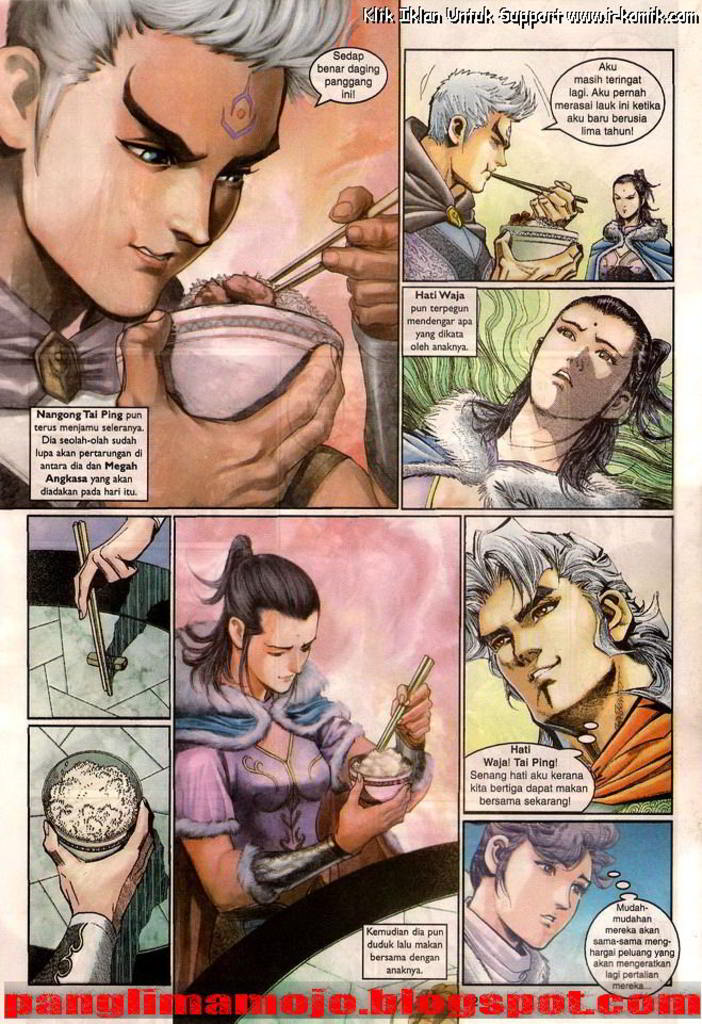 Klik Iklan Untuk Support www.ir-komik.com
Sedap
benar daging
panggang
ini!
Aku
masih teringat
lagi. Aku pernah
merasai lauk ini ketika
aku baru berusia
lima tahun!
Hati Waja
pun terpegun
mendengar apa
yang dikata
oleh anaknya.
Nangong Tai Ping pun
terus menjamu seleranya.
Dia seolah-olah sudah
lupa akan pertarungan di
antara dia dan Megah
Angkasa yang akan
diadakan pada hari itu.
Hati
Waja! Tai Ping!
Senang hati aku kerana
kita bertiga dapat makan
bersama sekarang!
Kemudian dia pun
duduk lalu makan
bersama dengan
anaknya.
Mudah-
mudahan
mereka akan
sama-sama meng-
hargai peluang yang
akan mengeratkan
lagi pertalian
mereka...
panglimamojo.blogspot.com